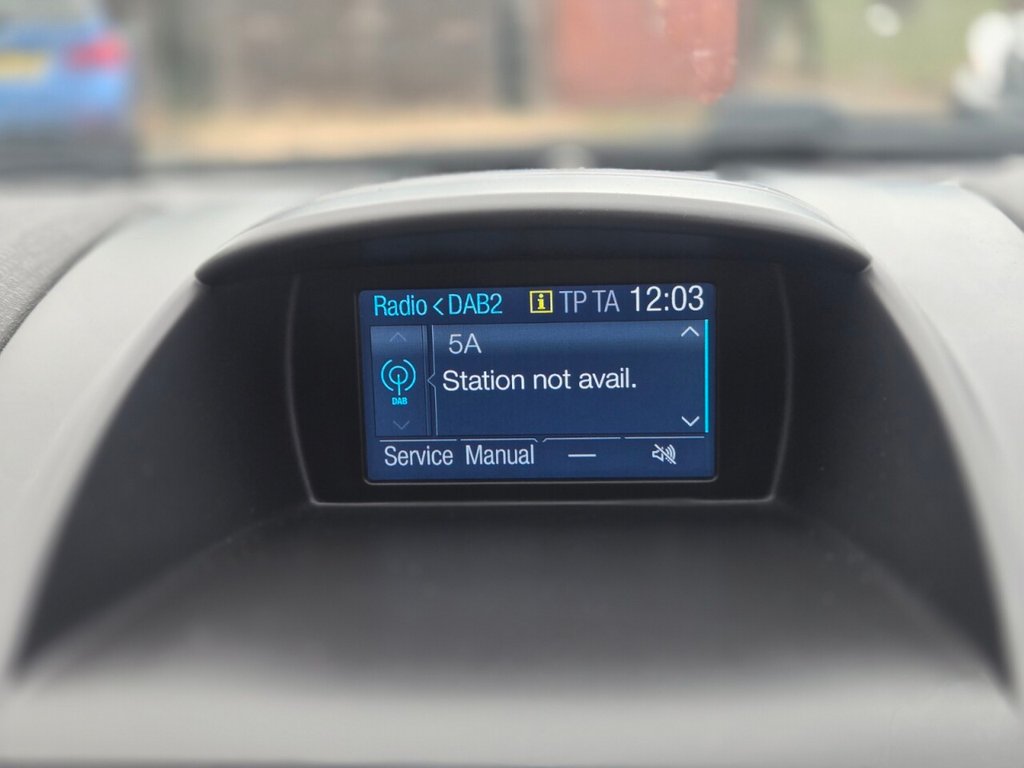 Radio < DAB2 i TP TA 12:03
5A
DAB
Station not avail.
Service Manual —